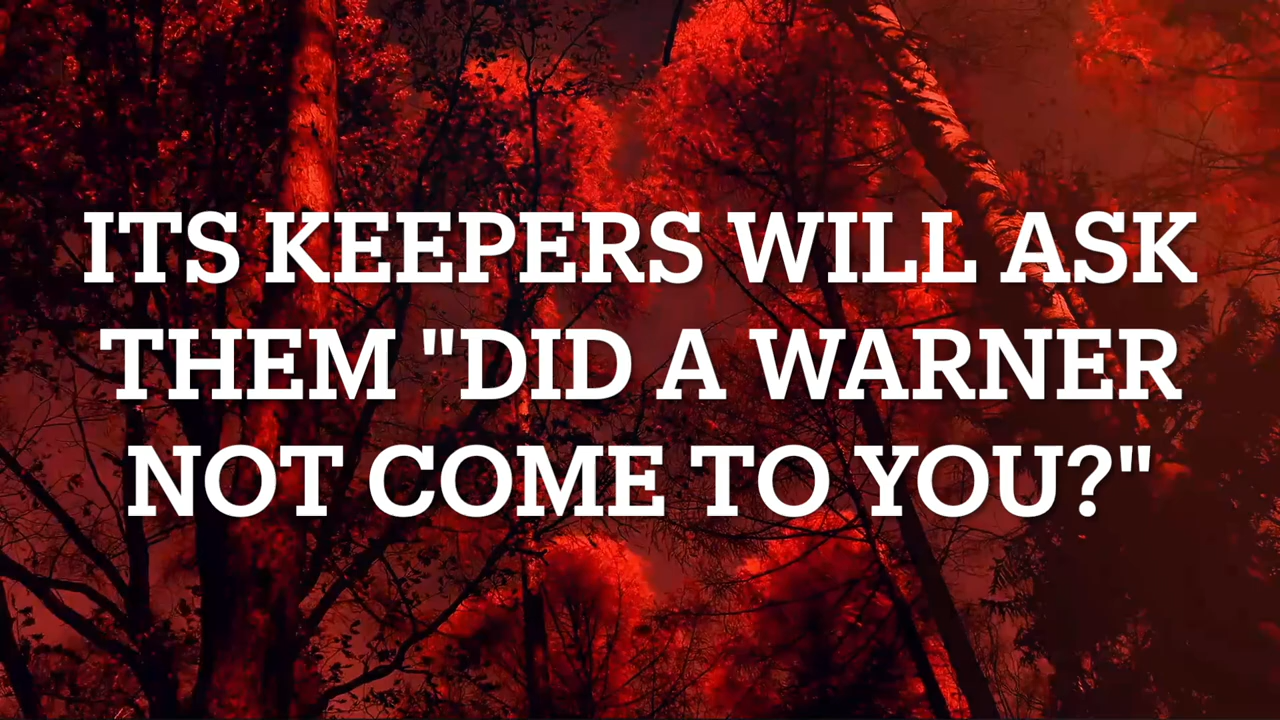 ITS KEEPERS WILL ASK
THEM "DID A WARNER
NOT COME TO YOU?"